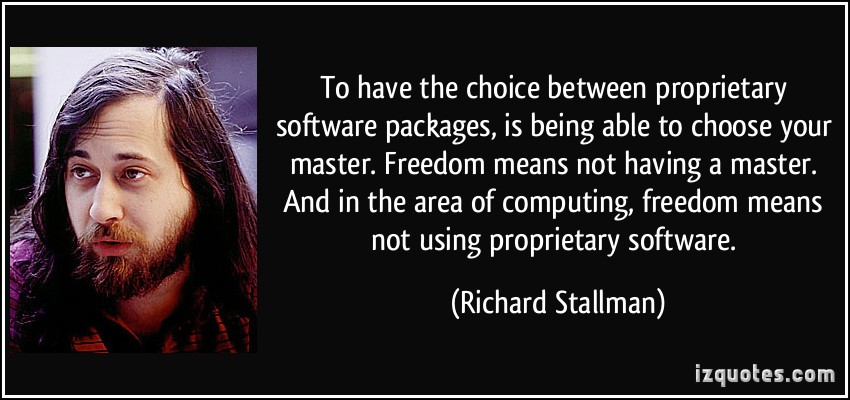 To have the choice between proprietary
software packages, is being able to choose your
master. Freedom means not having a master.
And in the area of computing, freedom means
not using proprietary software.
(Richard Stallman)
izquotes.com